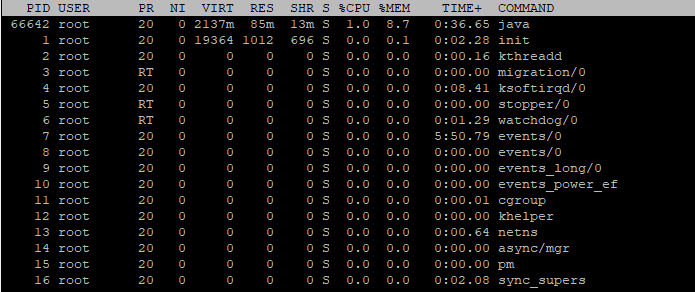 PID USER PR NI VIRT RES SHR S %CPU %MEM TIME+ COMMAND
66642 root 20 0 2137m 85m 13m S 1.0 8.7 0:36.65 java
1 root 20 0 19364 1012 696 S 0.0 0.1 0:02.28 init
2 root 20 0 0 0 0 S 0.0 0.0 0:00.16 kthreadd
3 root RT 0 0 0 0 S 0.0 0.0 0:00.00 migration/0
4 root 20 0 0 0 0 S 0.0 0.0 0:08.41 ksoftirqd/0
5 root RT 0 0 0 0 S 0.0 0.0 0:00.00 stopper/0
6 root RT 0 0 0 0 S 0.0 0.0 0:01.29 watchdog/0
7 root 20 0 0 0 0 S 0.0 0.0 5:50.79 events/0
8 root 20 0 0 0 0 S 0.0 0.0 0:00.00 events/0
9 root 20 0 0 0 0 S 0.0 0.0 0:00.00 events_long/0
10 root 20 0 0 0 0 S 0.0 0.0 0:00.00 events_power_ef
11 root 20 0 0 0 0 S 0.0 0.0 0:00.01 cgroup
12 root 20 0 0 0 0 S 0.0 0.0 0:00.00 khelper
13 root 20 0 0 0 0 S 0.0 0.0 0:00.64 netns
14 root 20 0 0 0 0 S 0.0 0.0 0:00.00 async/mgr
15 root 20 0 0 0 0 S 0.0 0.0 0:00.00 pm
16 root 20 0 0 0 0 S 0.0 0.0 0:02.08 sync_supers